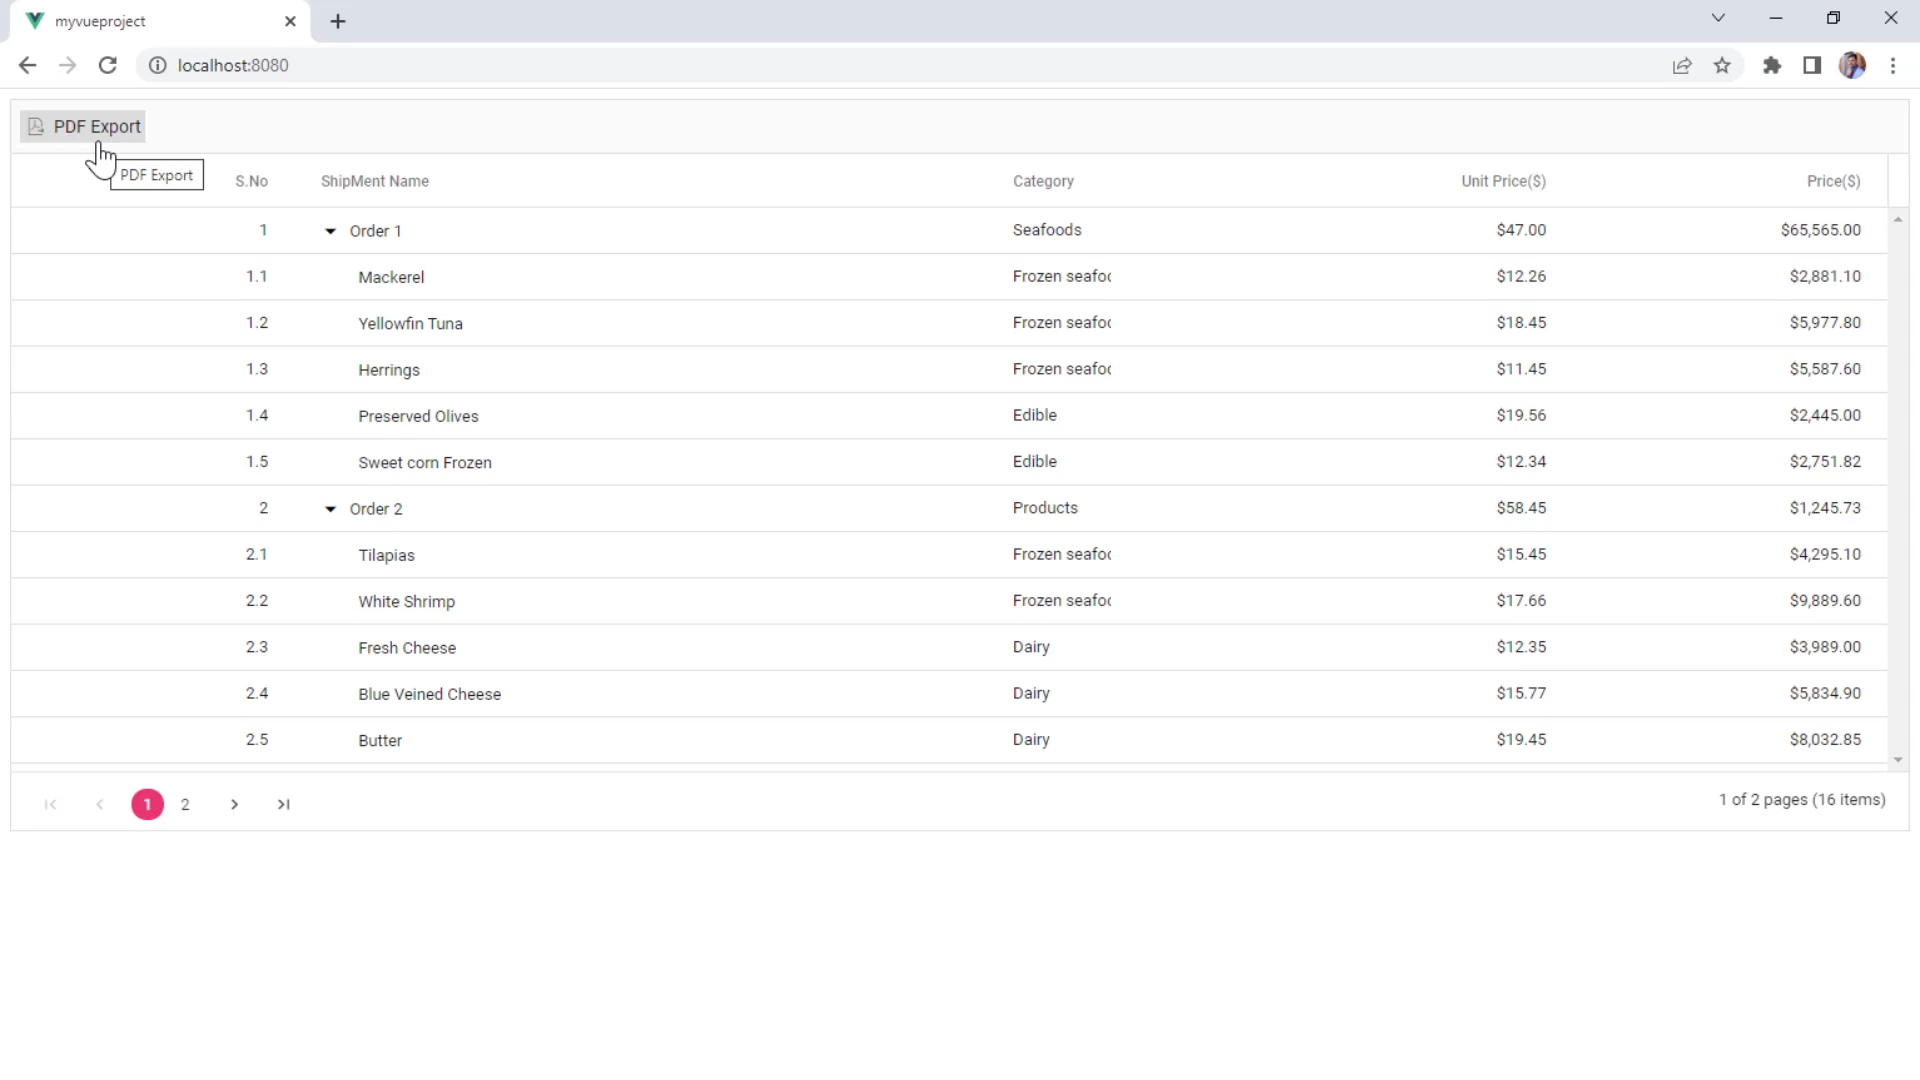 myvueproject
localhost:8080
PDF Export
PDF Export
S.No ShipMent Name Category Unit Price($) Price($)
1 Order 1 Seafoods $47.00 $65,565.00
1.1 Mackerel Frozen seafoo $12.26 $2,881.10
1.2 Yellowfin Tuna Frozen seafoo $18.45 $5,977.80
1.3 Herrings Frozen seafoo $11.45 $5,587.60
1.4 Preserved Olives Edible $19.56 $2,445.00
1.5 Sweet corn Frozen Edible $12.34 $2,751.82
2 Order 2 Products $58.45 $1,245.73
2.1 Tilapias Frozen seafoo $15.45 $4,295.10
2.2 White Shrimp Frozen seafoo $17.66 $9,889.60
2.3 Fresh Cheese Dairy $12.35 $3,989.00
2.4 Blue Veined Cheese Dairy $15.77 $5,834.90
2.5 Butter Dairy $19.45 $8,032.85
1 2 1 of 2 pages (16 items)